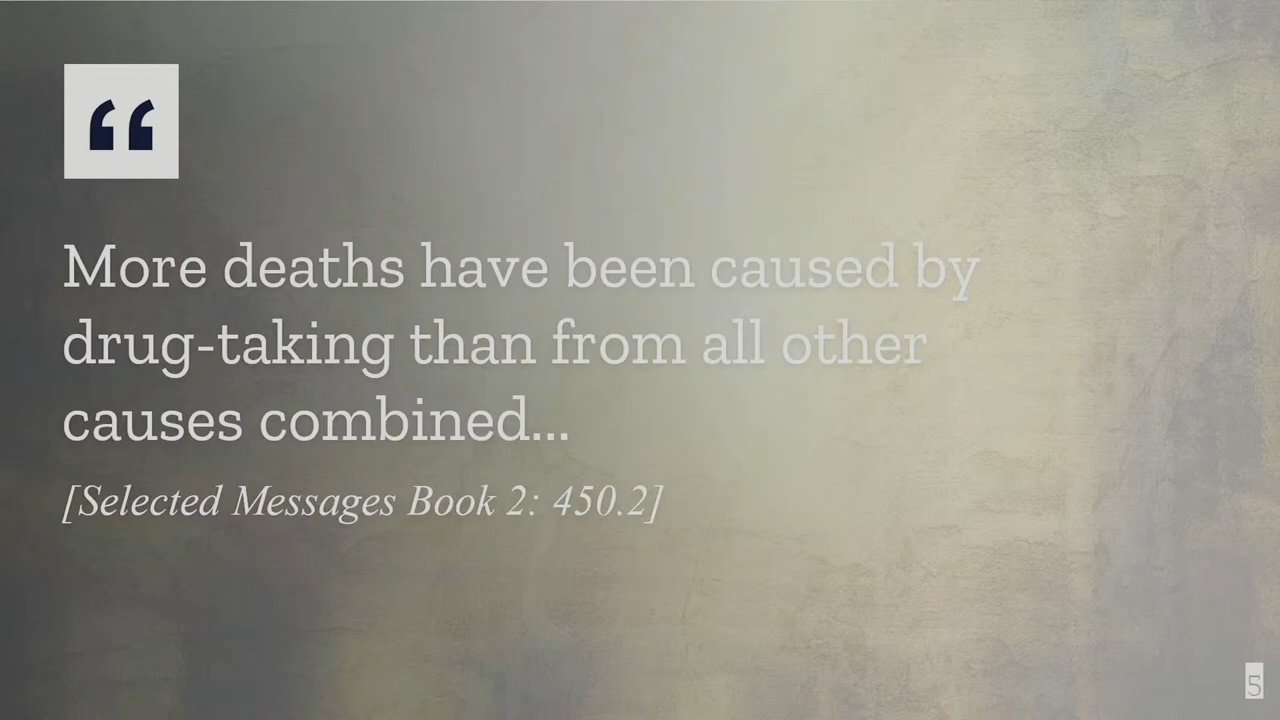 “
More deaths have been caused by
drug-taking than from all other
causes combined...
[Selected Messages Book 2: 450.2]
5